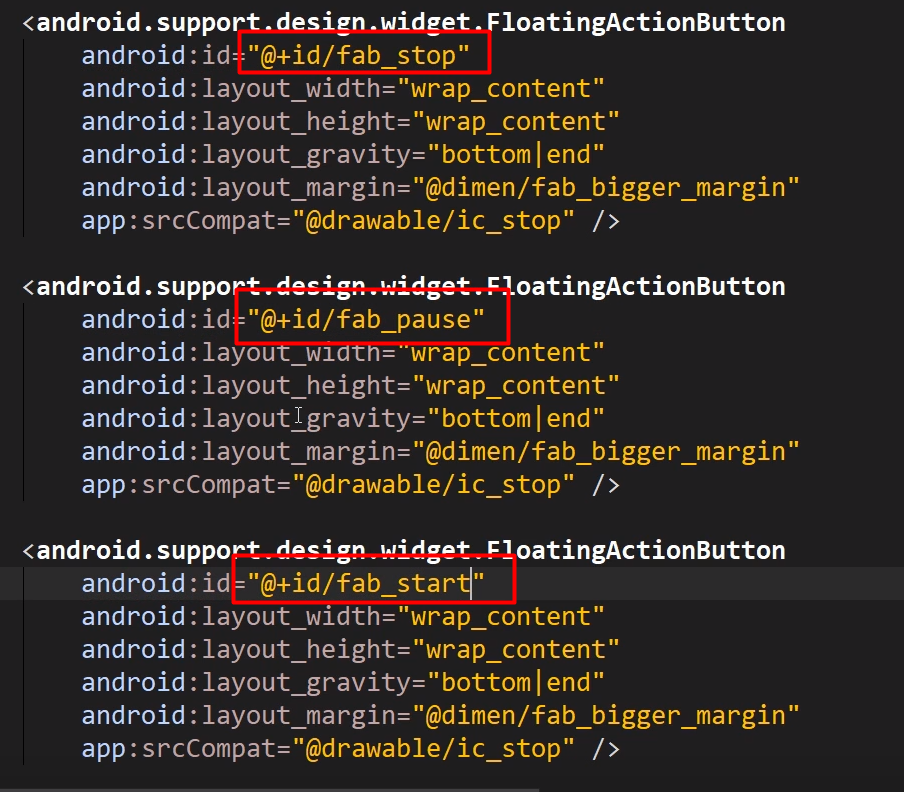 <android.support.design.widget.FloatingActionButton
android:id="@+id/fab_stop"
android:layout_width="wrap_content"
android:layout_height="wrap_content"
android:layout_gravity="bottom|end"
android:layout_margin="@dimen/fab_bigger_margin"
app:srcCompat="@drawable/ic_stop" />
<android.support.design.widget.FloatingActionButton
android:id="@+id/fab_pause"
android:layout_width="wrap_content"
android:layout_height="wrap_content"
android:layout_gravity="bottom|end"
android:layout_margin="@dimen/fab_bigger_margin"
app:srcCompat="@drawable/ic_stop" />
<android.support.design.widget.FloatingActionButton
android:id="@+id/fab_start"
android:layout_width="wrap_content"
android:layout_height="wrap_content"
android:layout_gravity="bottom|end"
android:layout_margin="@dimen/fab_bigger_margin"
app:srcCompat="@drawable/ic_stop" />